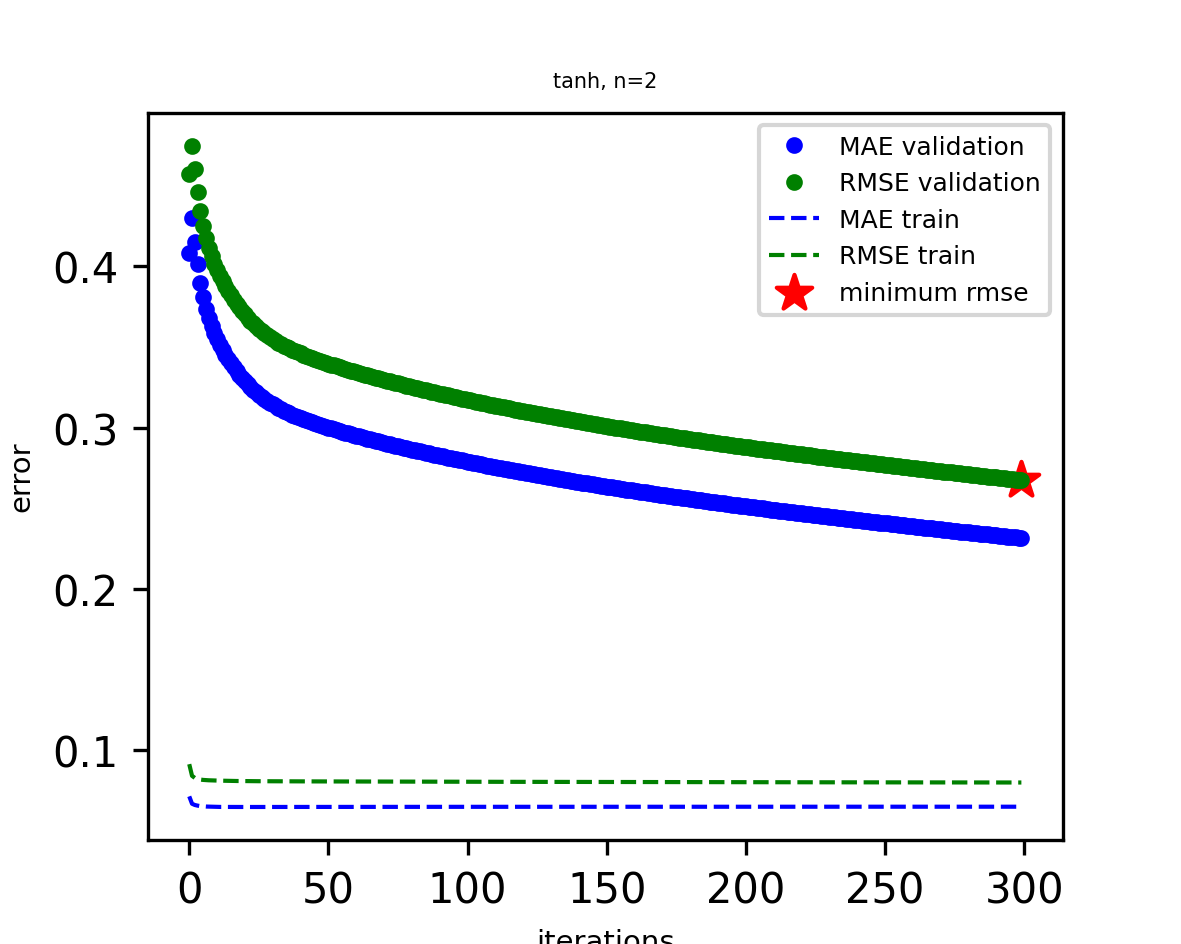 tanh, n=2
MAE validation
RMSE validation
MAE train
RMSE train
minimum rmse
error
0.4
0.3
0.2
0.1
0 50 100 150 200 250 300
iterations